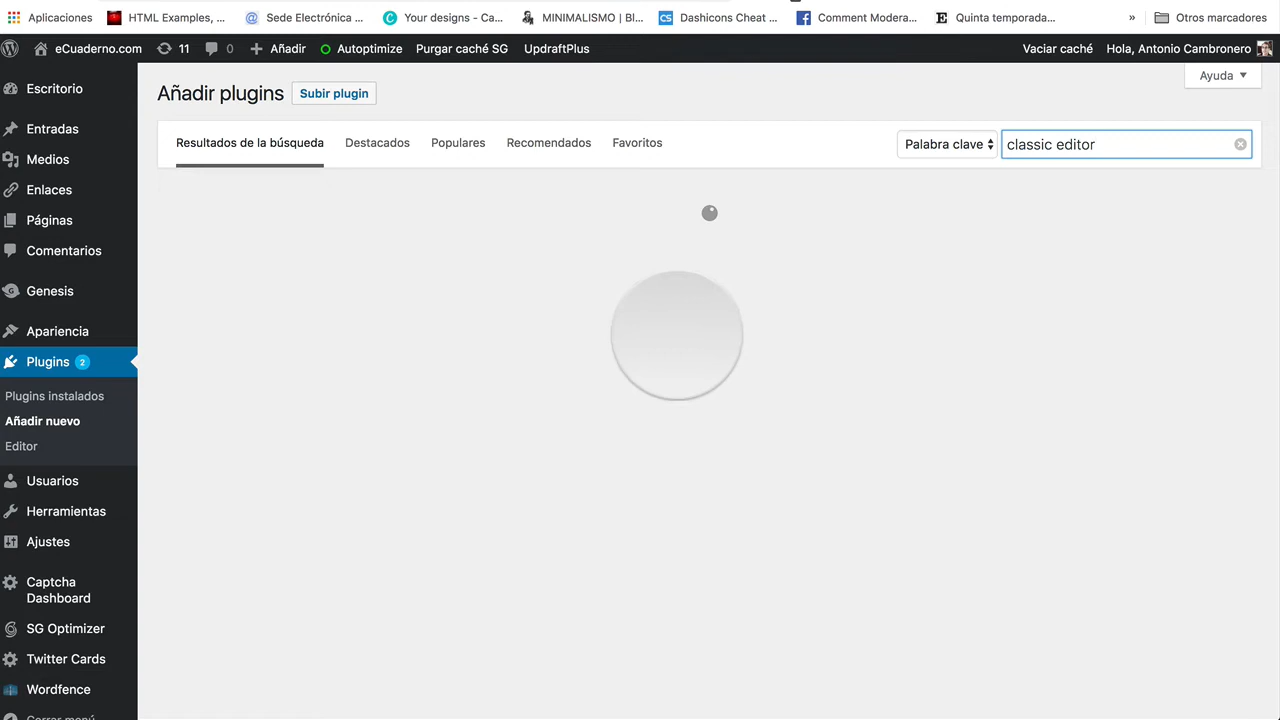 Aplicaciones HTML Examples, ... Sede Electrónica ... Your designs - Ca... MINIMALISMO | Bl... CS Dashicons Cheat ... Comment Modera... Quinta temporada... » Otros marcadores
eCuaderno.com 11 0 Añadir Autoptimize Purgar caché SG UpdraftPlus Vaciar caché Hola, Antonio Cambronero
Ayuda
Añadir plugins Subir plugin
Resultados de la búsqueda Destacados Populares Recomendados Favoritos Palabra clave classic editor
Escritorio
Entradas
Medios
Enlaces
Páginas
Comentarios
Genesis
Apariencia
Plugins 2
Plugins instalados
Añadir nuevo
Editor
Usuarios
Herramientas
Ajustes
Captcha
Dashboard
SG Optimizer
Twitter Cards
Wordfence
Cerrar menú